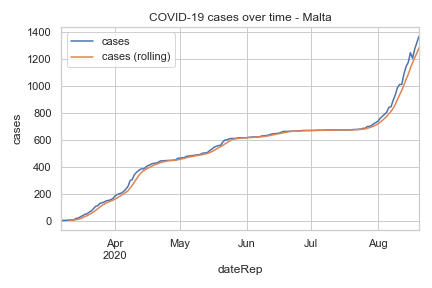 COVID-19 cases over time - Malta
cases
cases (rolling)
1400
1200
1000
800
600
400
200
0
cases
Apr
2020
May
Jun
Jul
Aug
dateRep